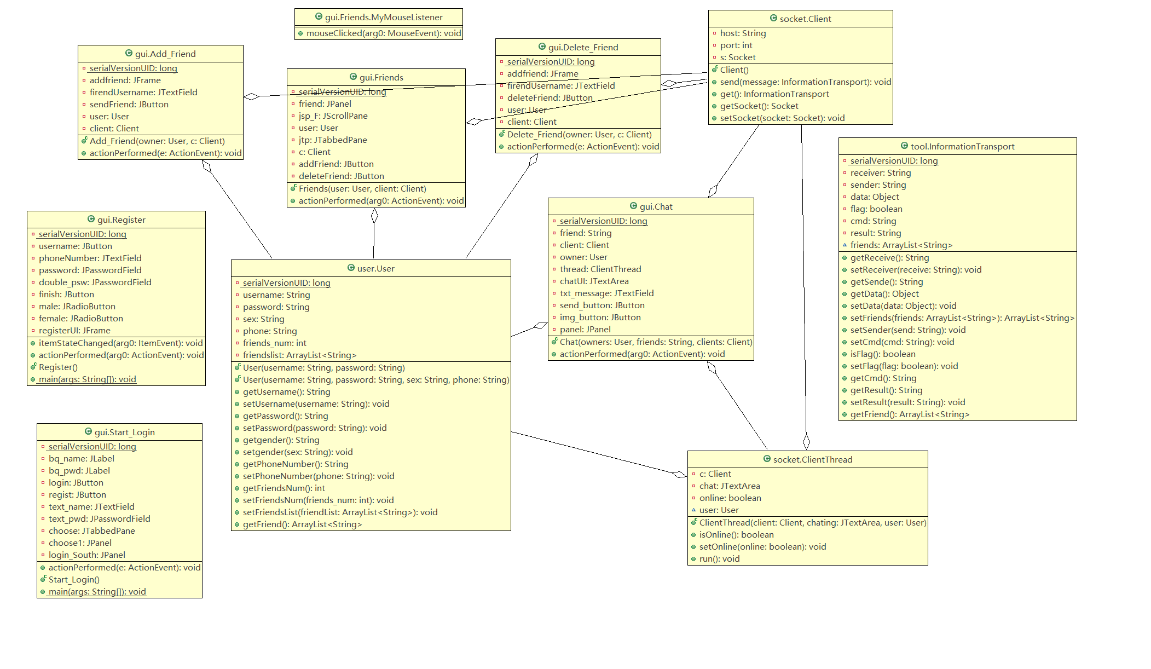 gui.Friends.MyMouseListener
mouseClicked(arg0: MouseEvent): void
socket.Client
host: String
port: int
s: Socket
Client()
send(message: InformationTransport): void
get(): InformationTransport
getSocket(): Socket
setSocket(socket: Socket): void
gui.Add_Friend
serialVersionUID: long
addfriend: JFrame
firendUsername: JTextField
sendFriend: JButton
user: User
client: Client
Add_Friend(owner: User, c: Client)
actionPerformed(e: ActionEvent): void
gui.Friends
serialVersionUID: long
friend: JPanel
jsp_F: JScrollPane
user: User
jtp: JTabbedPane
c: Client
addFriend: JButton
deleteFriend: JButton
Friends(user: User, client: Client)
actionPerformed(arg0: ActionEvent): void
gui.Delete_Friend
serialVersionUID: long
addfriend: JFrame
firendUsername: JTextField
deleteFriend: JButton
user: User
client: Client
Delete_Friend(owner: User, c: Client)
actionPerformed(e: ActionEvent): void
tool.InformationTransport
serialVersionUID: long
receiver: String
sender: String
data: Object
flag: boolean
cmd: String
result: String
friends: ArrayList<String>
getReceive(): String
setReceiver(receive: String): void
getSende(): String
getData(): Object
setData(data: Object): void
setFriends(friends: ArrayList<String>): ArrayList<String>
setSender(send: String): void
setCmd(cmd: String): void
isFlag(): boolean
setFlag(flag: boolean): void
getCmd(): String
getResult(): String
setResult(result: String): void
getFriend(): ArrayList<String>
gui.Register
serialVersionUID: long
username: JButton
phoneNumber: JTextField
password: JPasswordField
double_psw: JPasswordField
finish: JButton
male: JRadioButton
female: JRadioButton
registerUI: JFrame
itemStateChanged(arg0: ItemEvent): void
actionPerformed(arg0: ActionEvent): void
Register()
main(args: String[]): void
user.User
serialVersionUID: long
username: String
password: String
sex: String
phone: String
friends_num: int
friendslist: ArrayList<String>
User(username: String, password: String)
User(username: String, password: String, sex: String, phone: String)
getUsername(): String
setUsername(username: String): void
getPassword(): String
setPassword(password: String): void
getgender(): String
setgender(sex: String): void
getPhoneNumber(): String
setPhoneNumber(phone: String): void
getFriendsNum(): int
setFriendsNum(friends_num: int): void
setFriendsList(friendList: ArrayList<String>): void
getFriend(): ArrayList<String>
gui.Chat
serialVersionUID: long
friend: String
client: Client
owner: User
thread: ClientThread
chatUI: JTextArea
txt_message: JTextField
send_button: JButton
img_button: JButton
panel: JPanel
Chat(owners: User, friends: String, clients: Client)
actionPerformed(arg0: ActionEvent): void
gui.Start_Login
serialVersionUID: long
bq_name: JLabel
bq_pwd: JLabel
login: JButton
regist: JButton
text_name: JTextField
text_pwd: JPasswordField
choose: JTabbedPane
choose1: JPanel
login_South: JPanel
actionPerformed(e: ActionEvent): void
Start_Login()
main(args: String[]): void
socket.ClientThread
c: Client
chat: JTextArea
online: boolean
user: User
ClientThread(client: Client, chating: JTextArea, user: User)
isOnline(): boolean
setOnline(online: boolean): void
run(): void